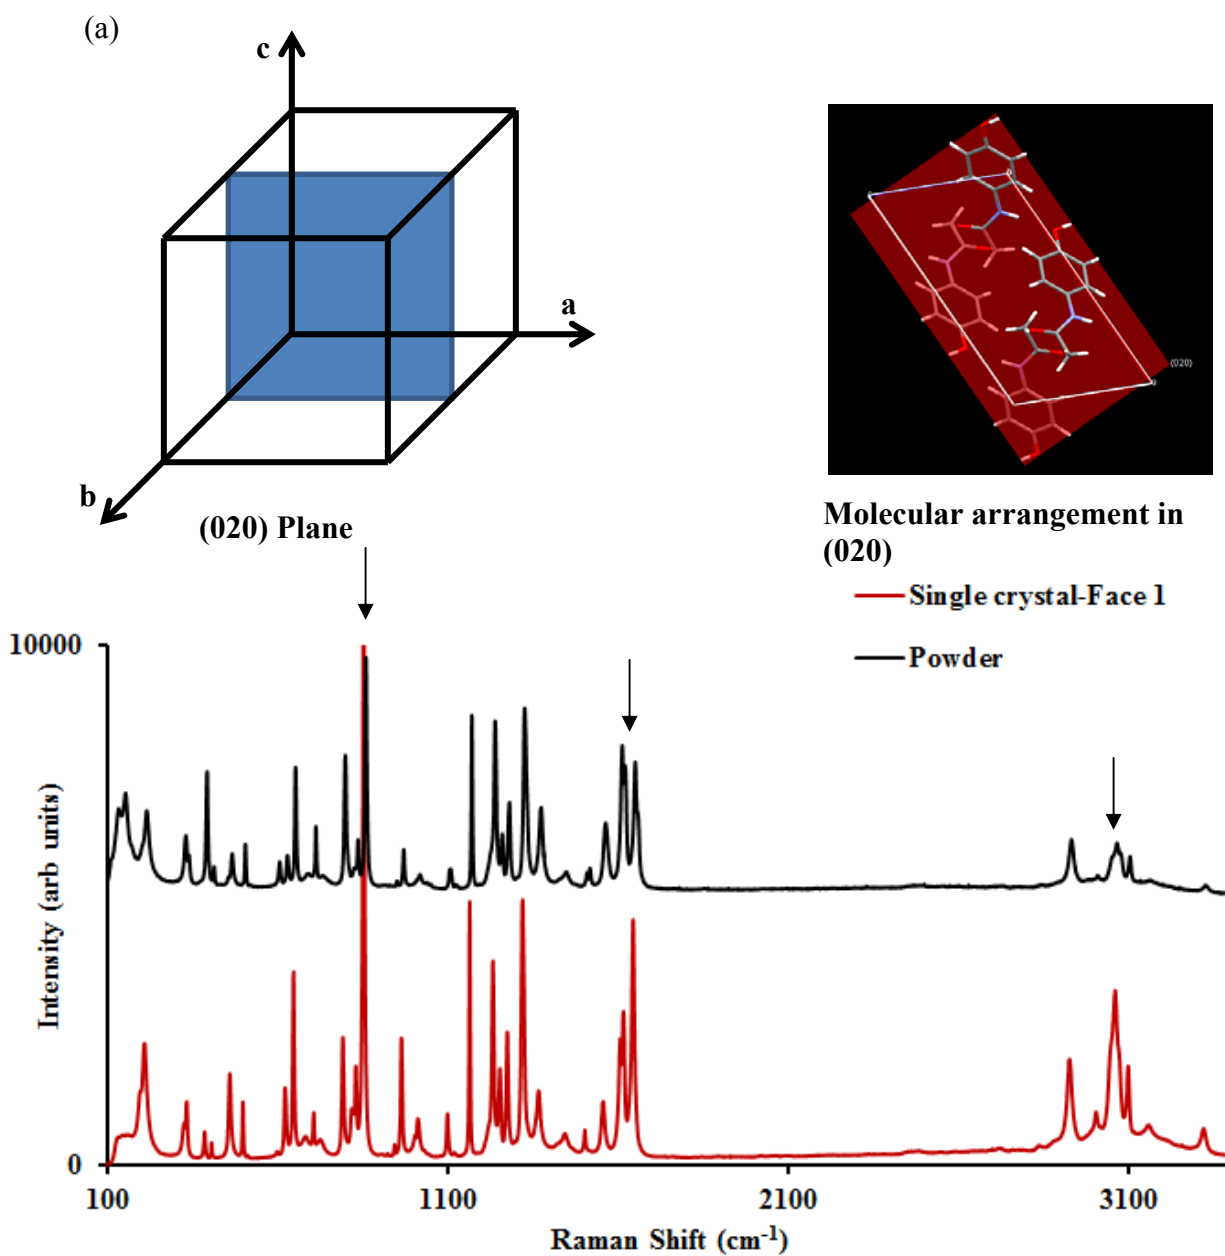 (a)
c
a
b
(020) Plane
(020)
Molecular arrangement in
(020)
Single crystal-Face 1
Powder
10000
Intensity (arb units)
0
100
1100
2100
3100
Raman Shift (cm⁻¹)